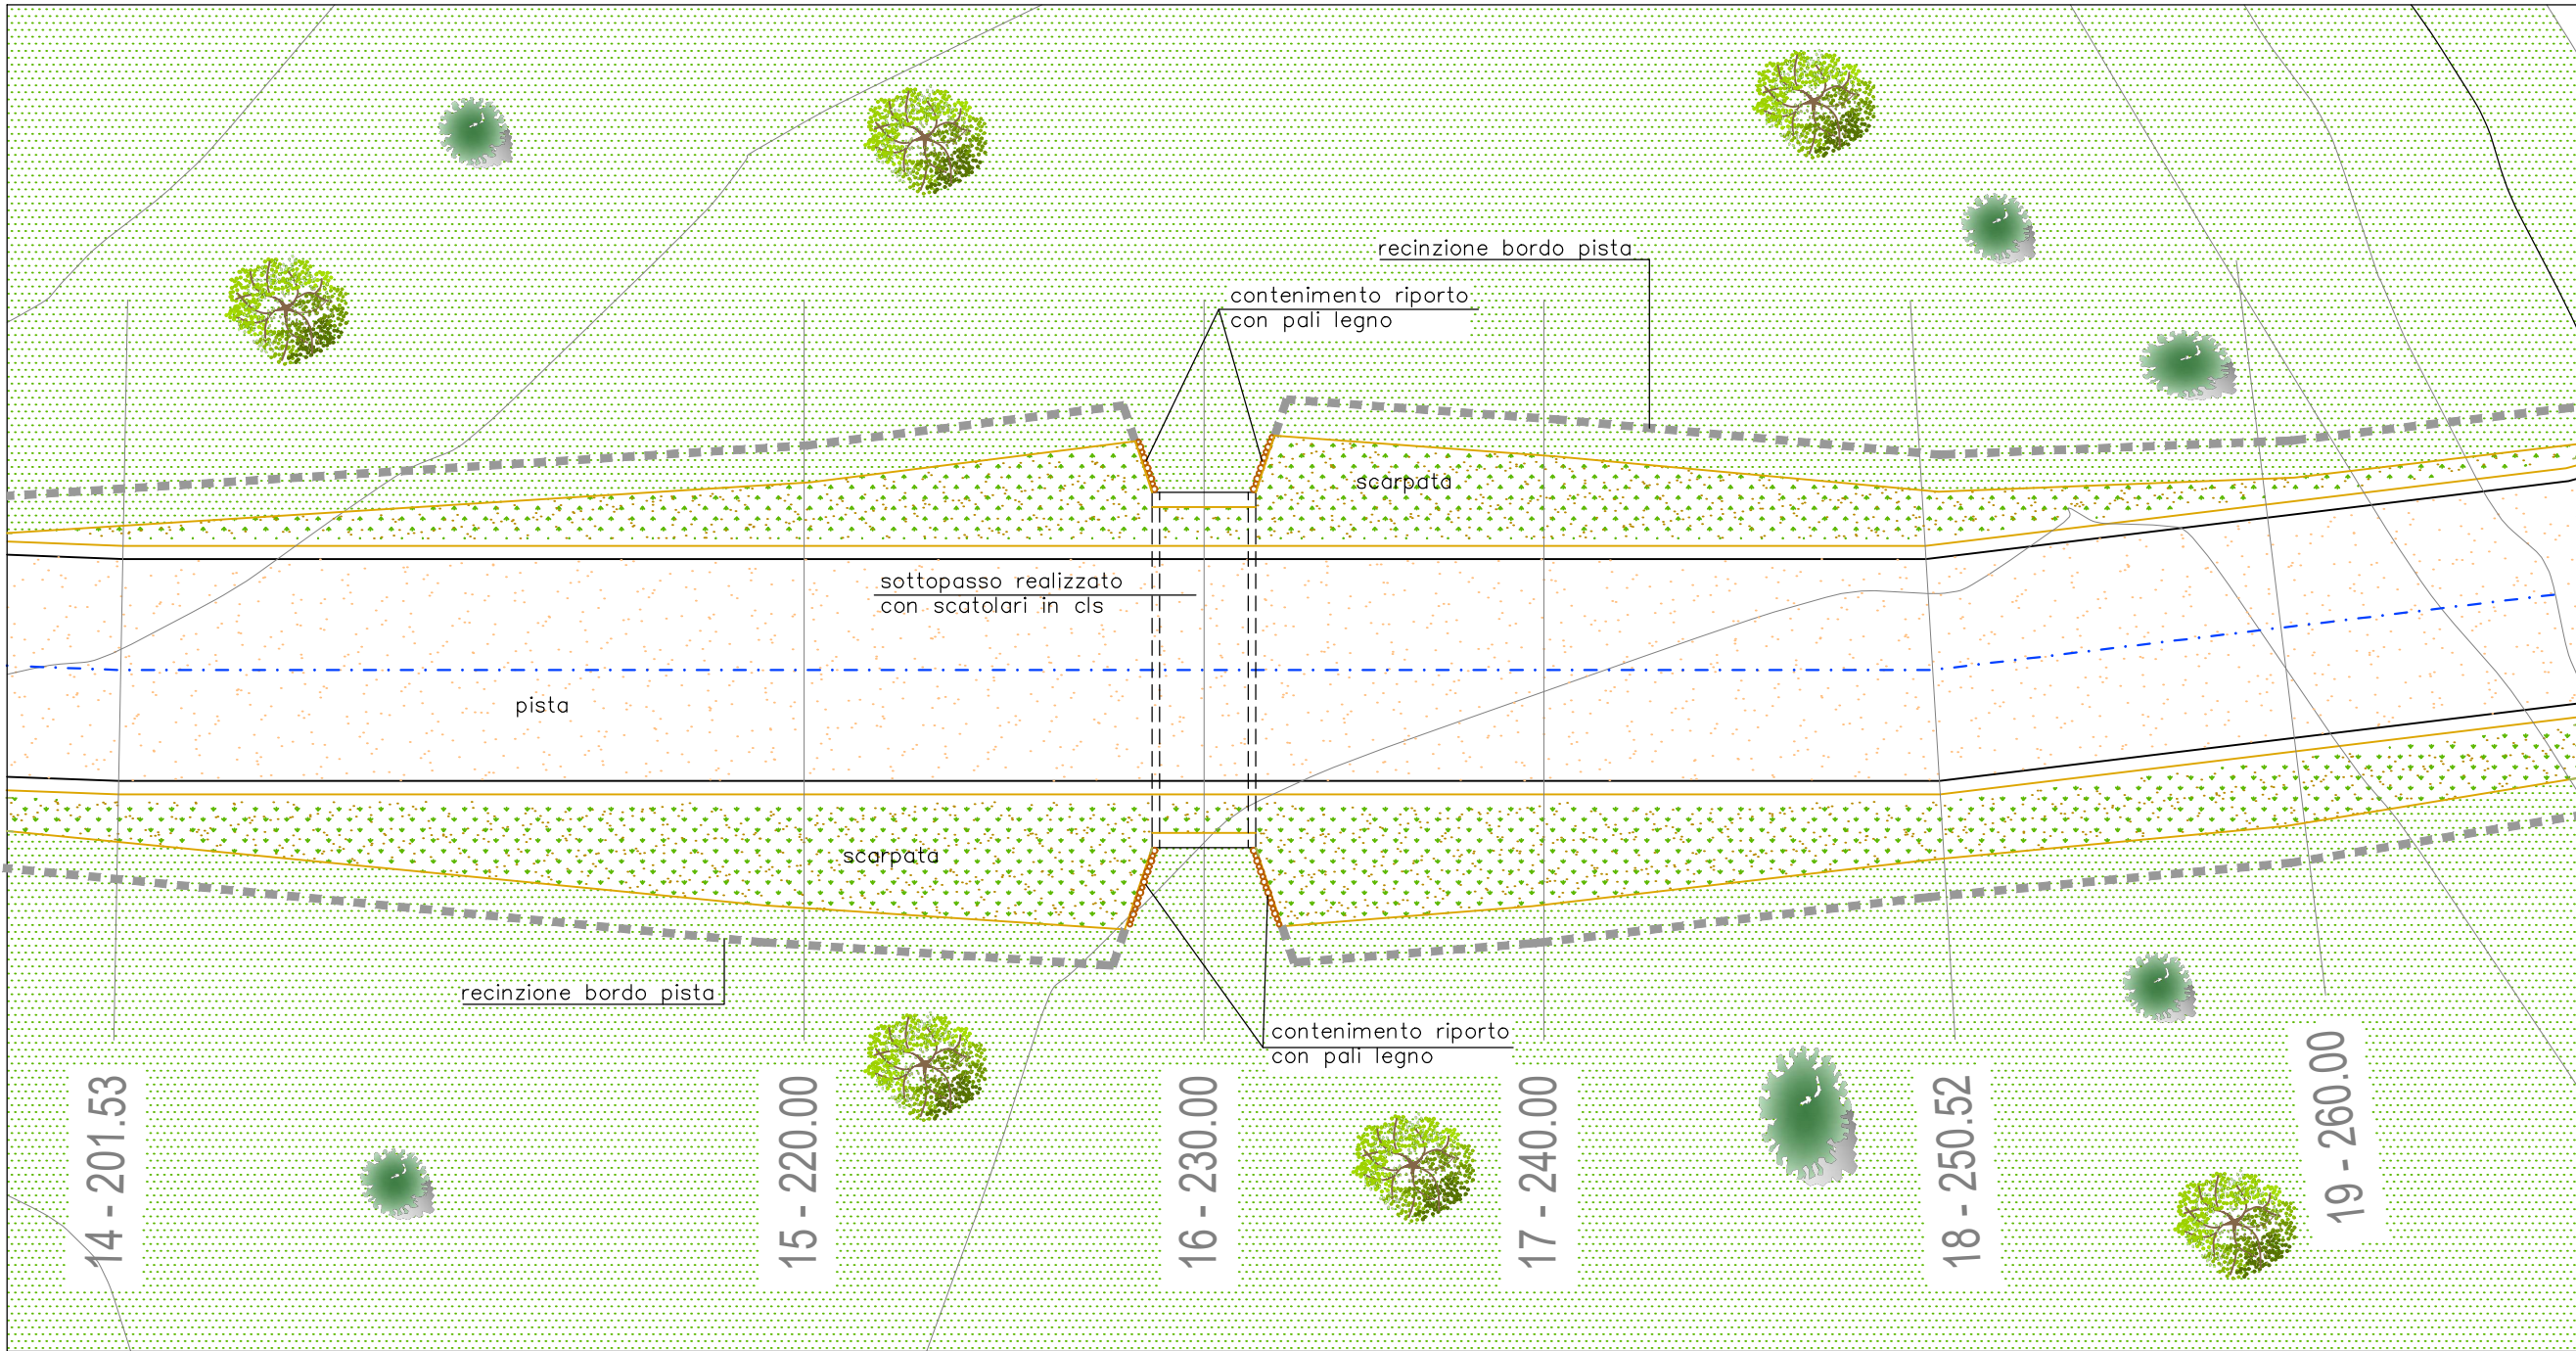 recinzione bordo pista
contenimento riporto
con pali legno
scarpata
sottopasso realizzato
con scatolari in cls
pista
scarpata
recinzione bordo pista
contenimento riporto
con pali legno
14 - 201.53
15 - 220.00
16 - 230.00
17 - 240.00
18 - 250.52
19 - 260.00